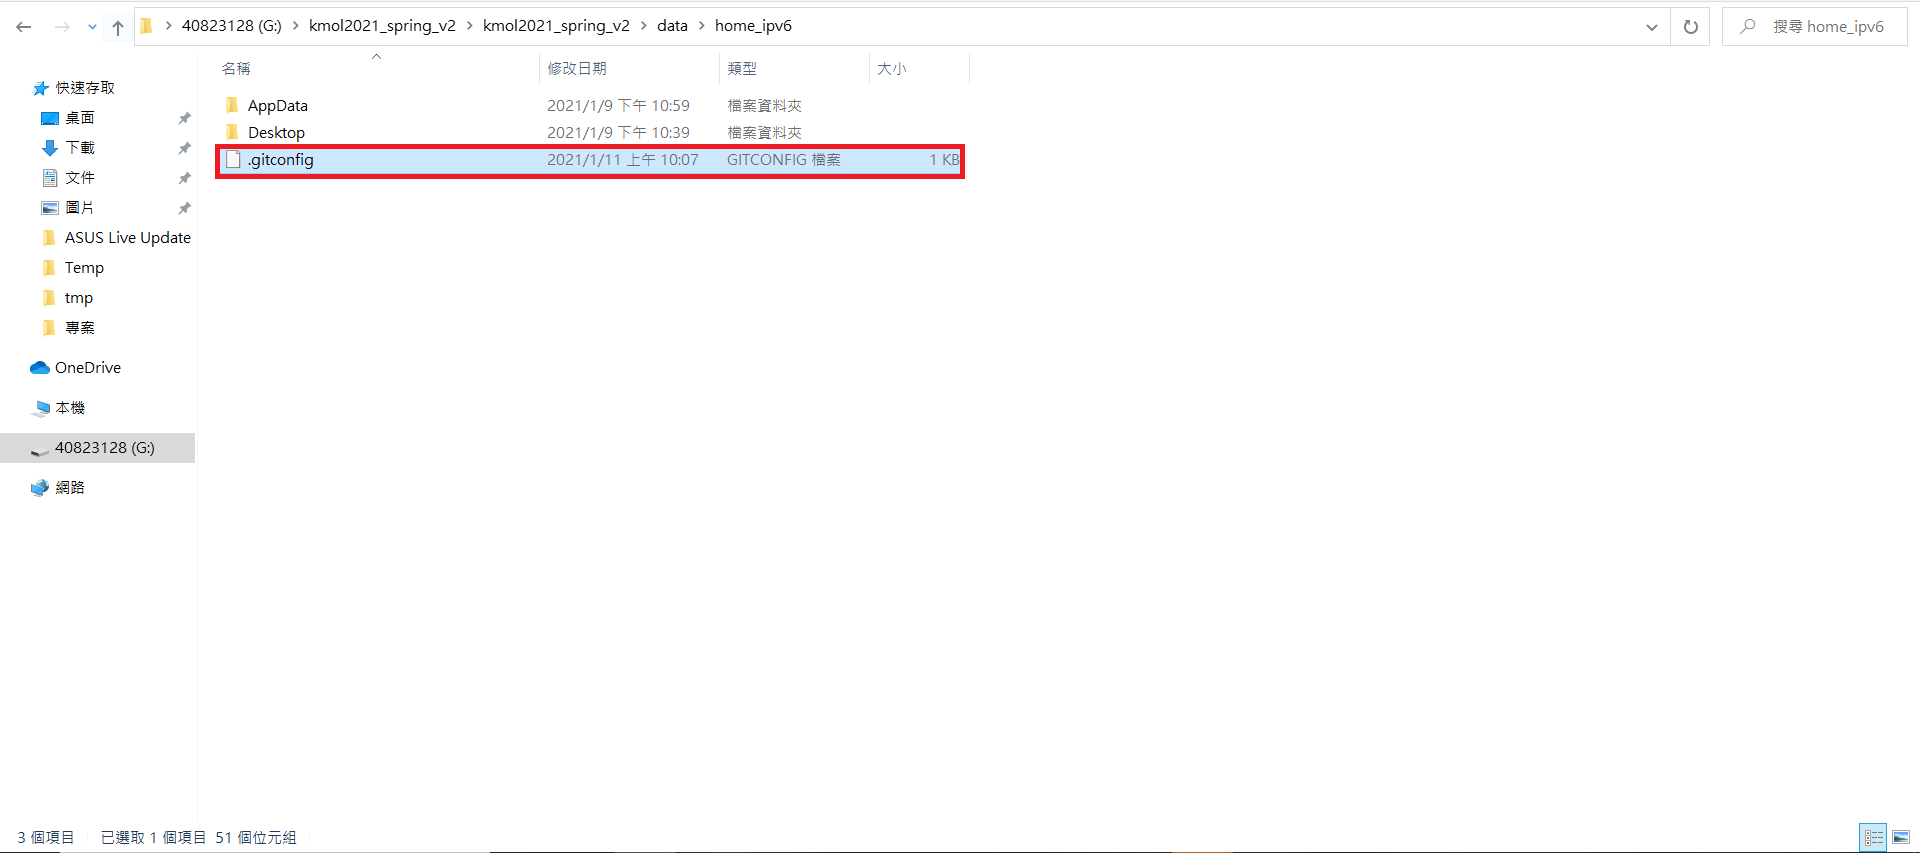 40823128 (G:) > kmol2021_spring_v2 > kmol2021_spring_v2 > data > home_ipv6
搜尋 home_ipv6
名稱 修改日期 類型 大小
AppData 2021/1/9 下午 10:59 檔案資料夾
Desktop 2021/1/9 下午 10:39 檔案資料夾
.gitconfig 2021/1/11 上午 10:07 GITCONFIG 檔案 1 KB
快速存取
桌面
下載
文件
圖片
ASUS Live Update
Temp
tmp
專案
OneDrive
本機
40823128 (G:)
網路
3 個項目 已選取 1 個項目 51 個位元組